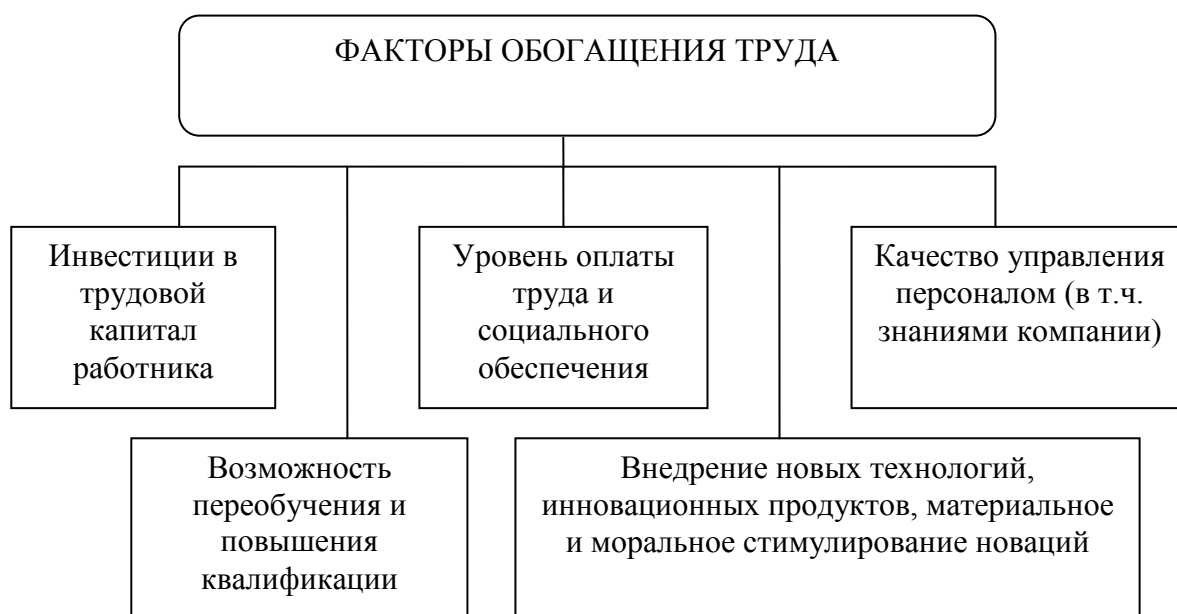 ФАКТОРЫ ОБОГАЩЕНИЯ ТРУДА
Инвестиции в
трудовой
капитал
работника
Уровень оплаты
труда и
социального
обеспечения
Качество управления
персоналом (в т.ч.
знаниями компании)
Возможность
переобучения и
повышения
квалификации
Внедрение новых технологий,
инновационных продуктов, материальное
и моральное стимулирование новаций